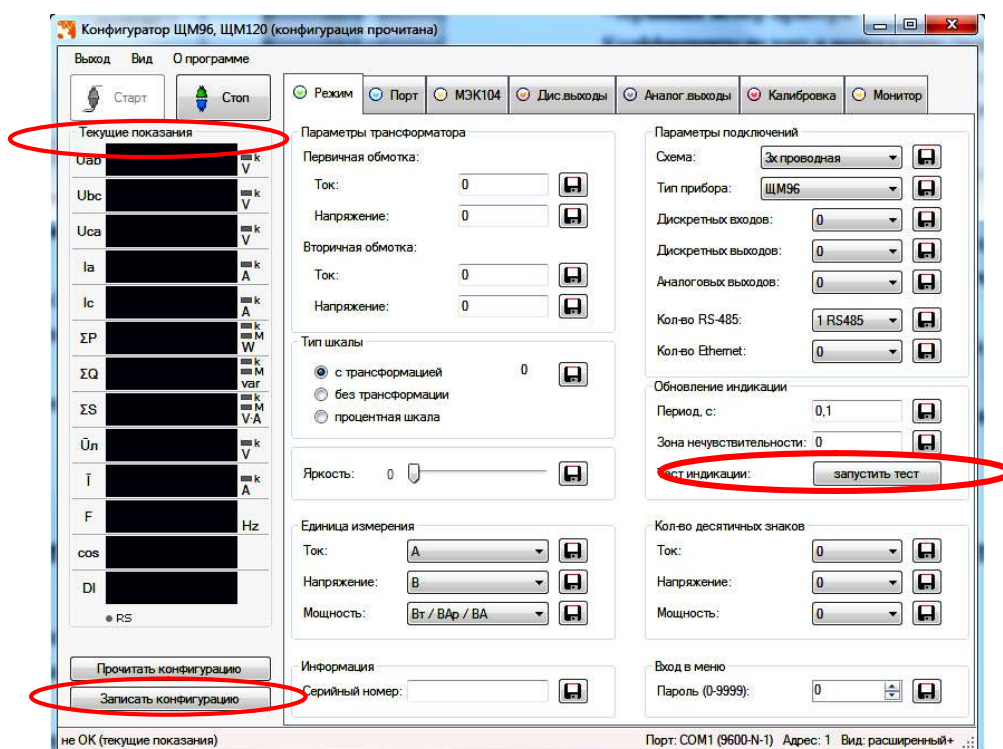 Конфигуратор ЩМ96, ЩМ120 (конфигурация прочитана)
Выход Вид О программе
Старт Стоп
Режим Порт МЭК104 Дис.выходы Аналог.выходы Калибровка Монитор
Текущие показания
Uab k V
Ubc k V
Uca k V
Ia k A
Ic k A
ΣP k M W
ΣQ k M var
ΣS k M V·A
Ūл k V
Ī k A
F Hz
cos
DI
RS
Прочитать конфигурацию
Записать конфигурацию
Параметры трансформатора
Первичная обмотка:
Ток: 0
Напряжение: 0
Вторичная обмотка:
Ток: 0
Напряжение: 0
Тип шкалы
с трансформацией 0
без трансформации
процентная шкала
Яркость: 0
Единица измерения
Ток: А
Напряжение: В
Мощность: Вт / ВАр / ВА
Информация
Серийный номер:
Параметры подключений
Схема: 3х проводная
Тип прибора: ЩМ96
Дискретных входов: 0
Дискретных выходов: 0
Аналоговых выходов: 0
Кол-во RS-485: 1 RS485
Кол-во Ethernet: 0
Обновление индикации
Период, с: 0,1
Зона нечувствительности: 0
Тест индикации: запустить тест
Кол-во десятичных знаков
Ток: 0
Напряжение: 0
Мощность: 0
Вход в меню
Пароль (0-9999): 0
не ОК (текущие показания) Порт: COM1 (9600-N-1) Адрес: 1 Вид: расширенный+